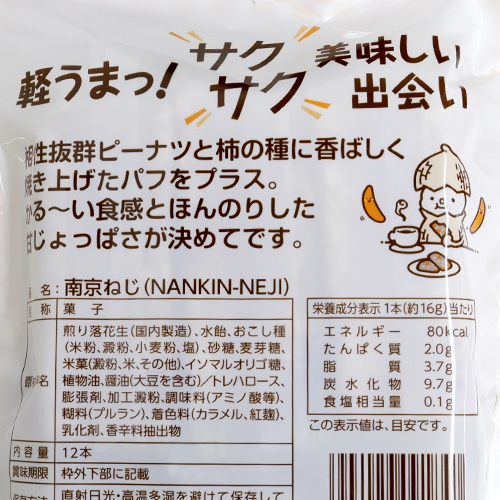 軽うまっ!
サク
サク
美味しい
出会い
相性抜群ピーナツと柿の種に香ばしく
焼き上げたパフをプラス。
かる〜い食感とほんのりした
甘じょっぱさが決めてです。
名:南京ねじ(NANKIN-NEJI)
名 称 菓 子
煎り落花生(国内製造)、水飴、おこし種
(米粉、澱粉、小麦粉、塩)、砂糖、麦芽糖、
米菓(澱粉、米、その他)、イソマルオリゴ糖、
植物油、醤油(大豆を含む)/トレハロース、
膨張剤、加工澱粉、調味料(アミノ酸等)、
糊料(プルラン)、着色料(カラメル、紅麹)、
乳化剤、香辛料抽出物
内 容 量 12本
賞味期限 枠外下部に記載
保存方法 直射日光・高温多湿を避けて保存して
栄養成分表示 1本(約16g)当たり
エネルギー 80kcal
たんぱく質 2.0g
脂 質 3.7g
炭水化物 9.7g
食塩相当量 0.1g
この表示値は、目安です。